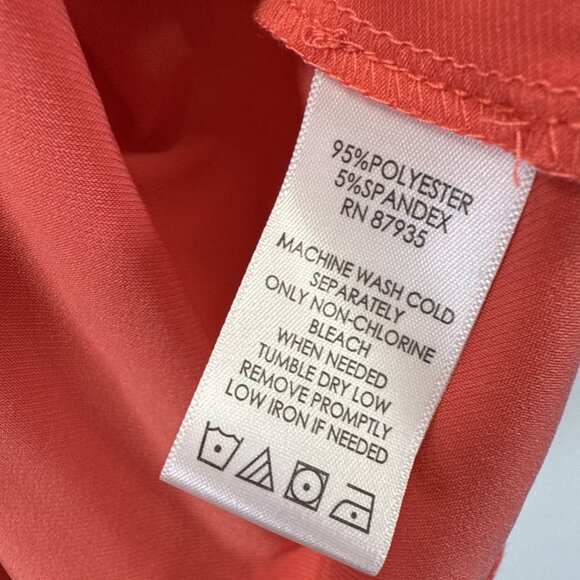 95%POLYESTER
5%SPANDEX
RN 87935
MACHINE WASH COLD
SEPARATELY
ONLY NON-CHLORINE
BLEACH
WHEN NEEDED
TUMBLE DRY LOW
REMOVE PROMPTLY
LOW IRON IF NEEDED